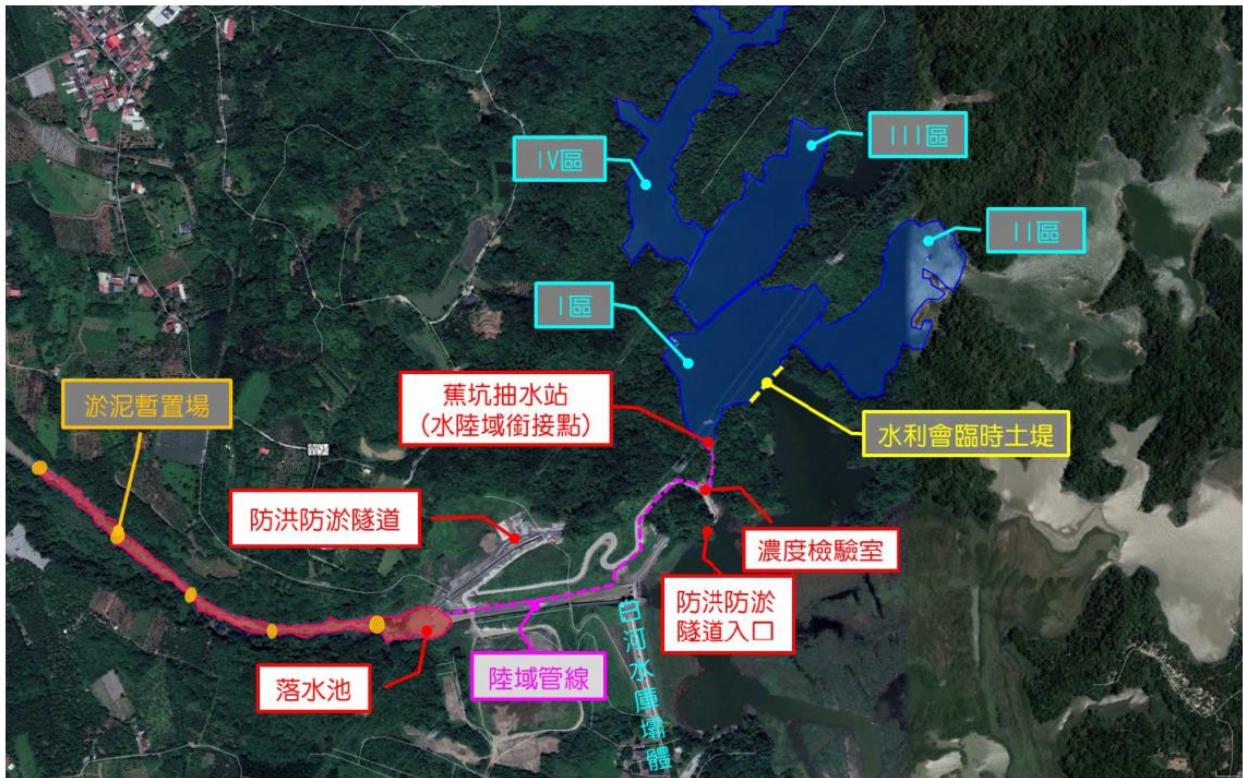 IV區
III區
II區
I區
淤泥暫置場
蕉坑抽水站
(水陸域銜接點)
水利會臨時土堤
防洪防淤隧道
濃度檢驗室
防洪防淤
隧道入口
落水池
陸域管線
白河水庫壩體